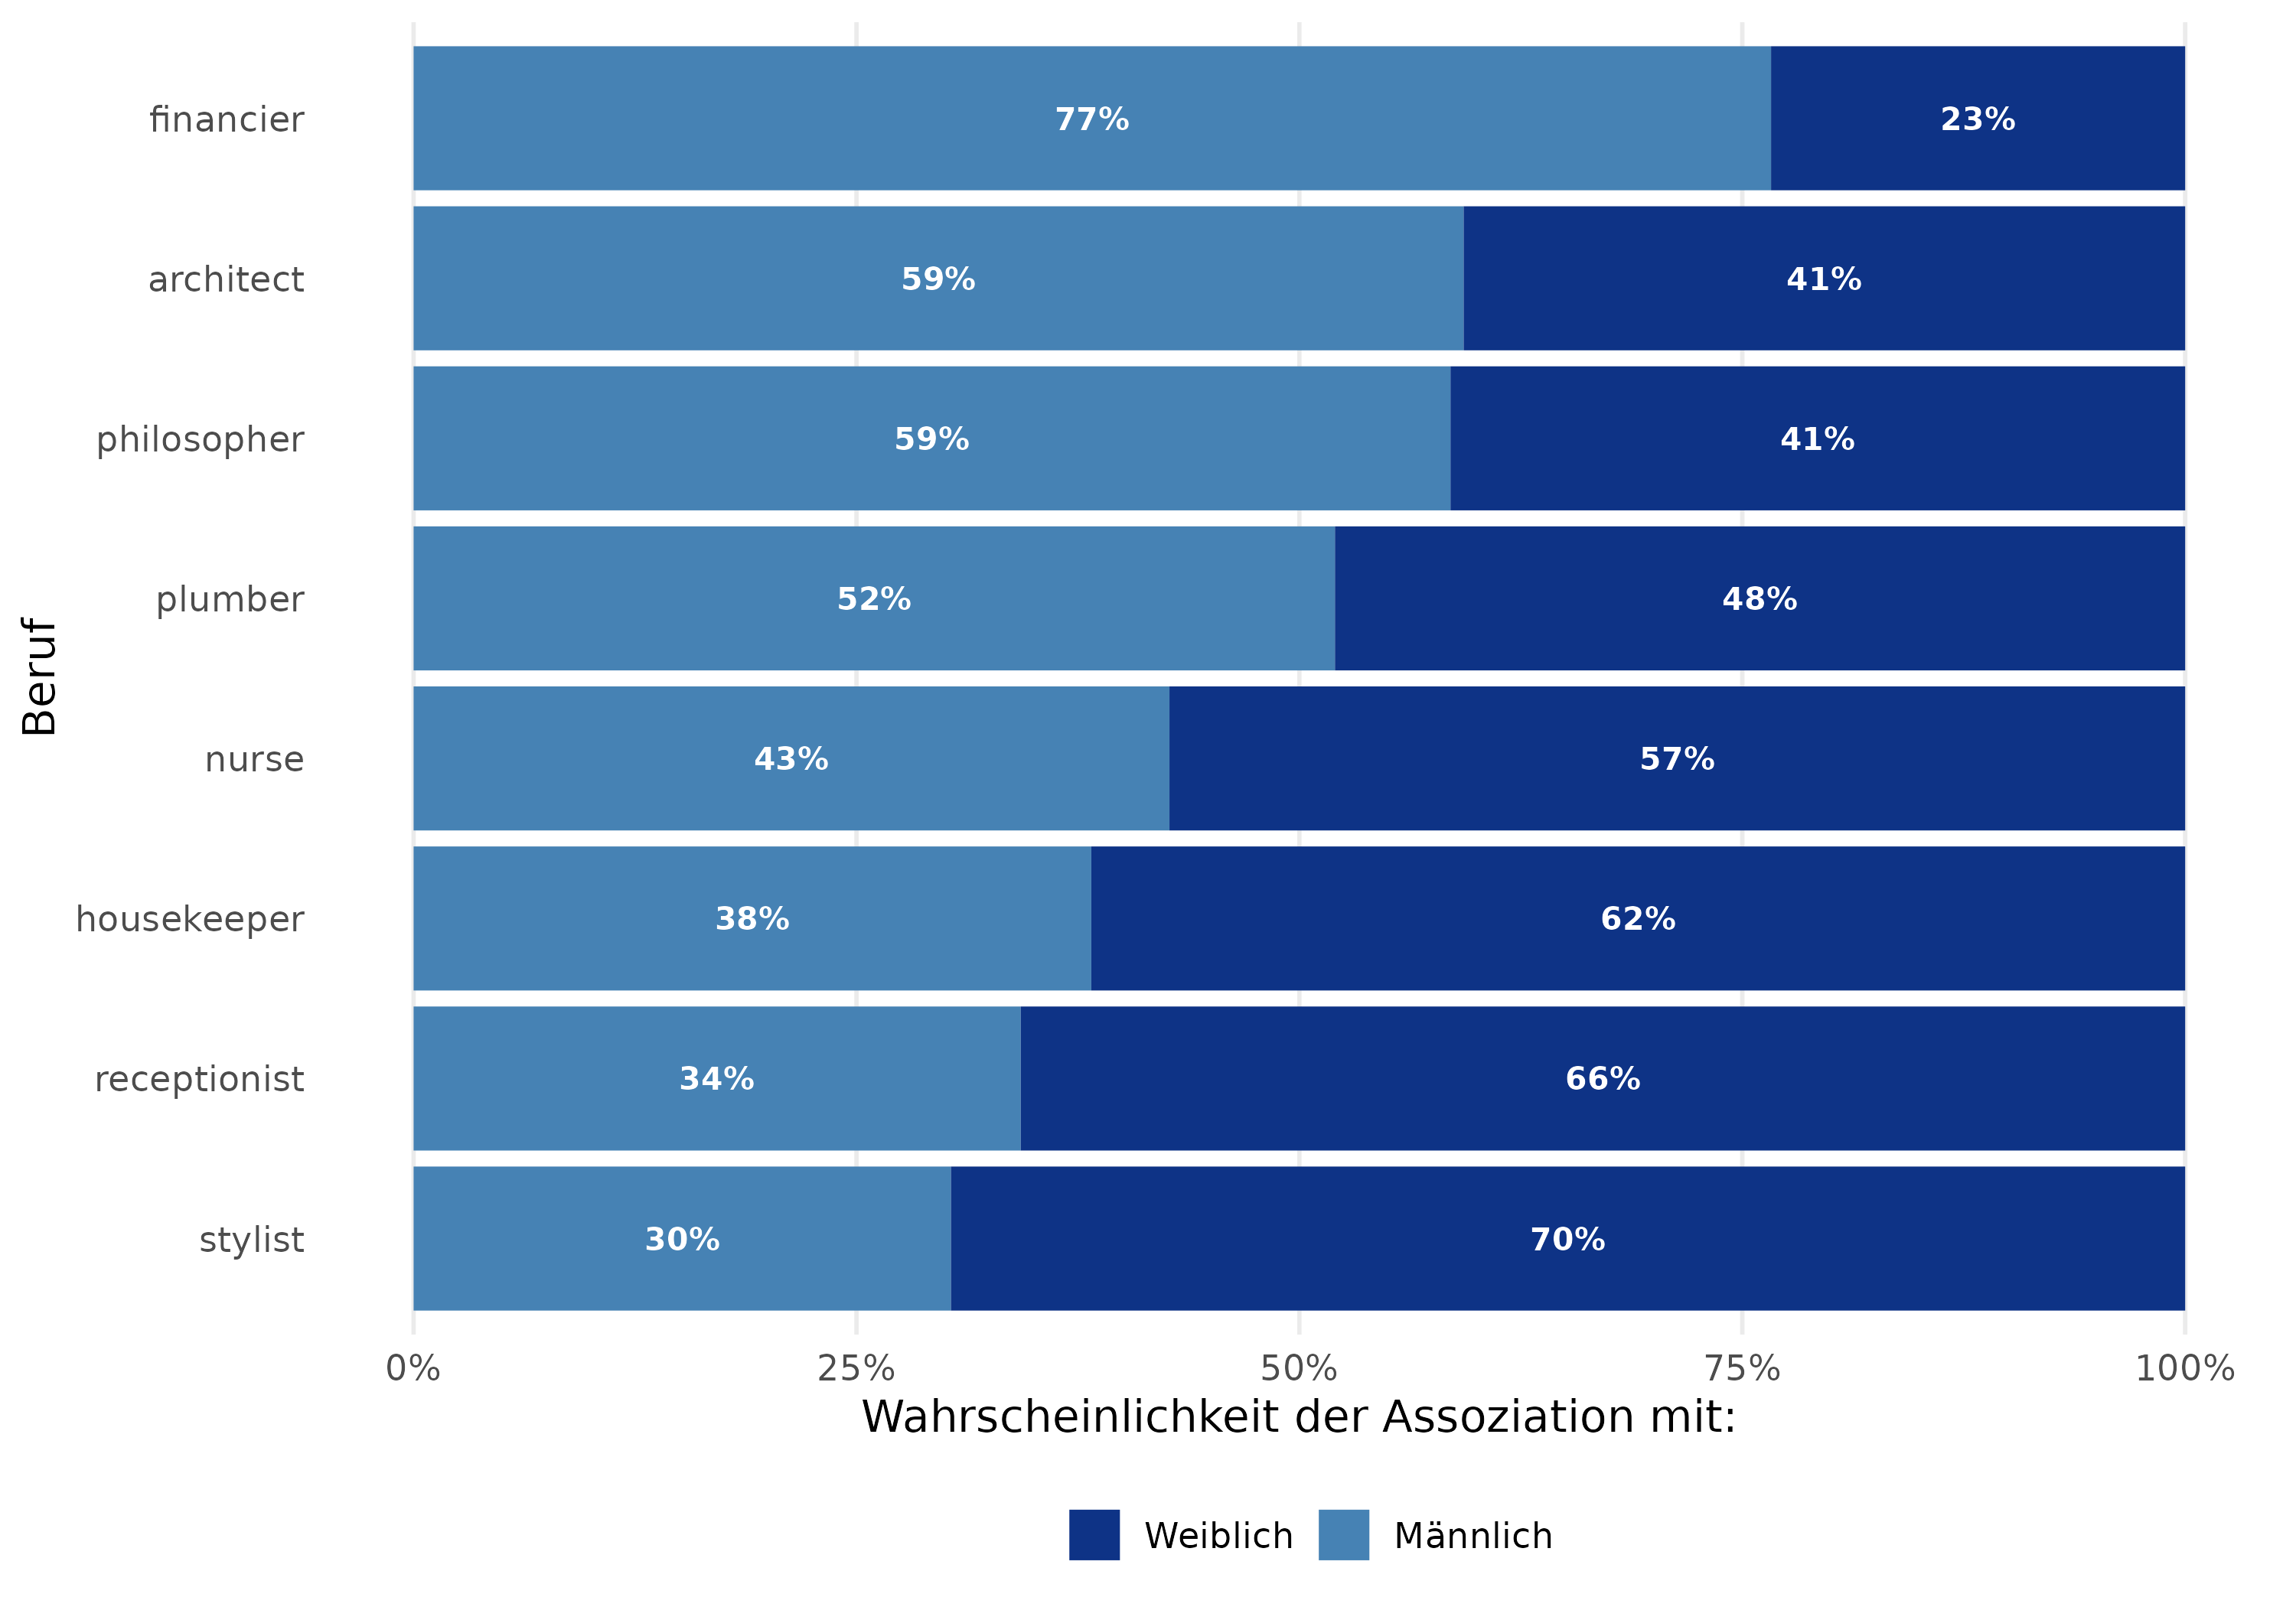 financier 77% 23%
architect 59% 41%
philosopher 59% 41%
plumber 52% 48%
Beruf
nurse 43% 57%
housekeeper 38% 62%
receptionist 34% 66%
stylist 30% 70%
0% 25% 50% 75% 100%
Wahrscheinlichkeit der Assoziation mit:
Weiblich Männlich